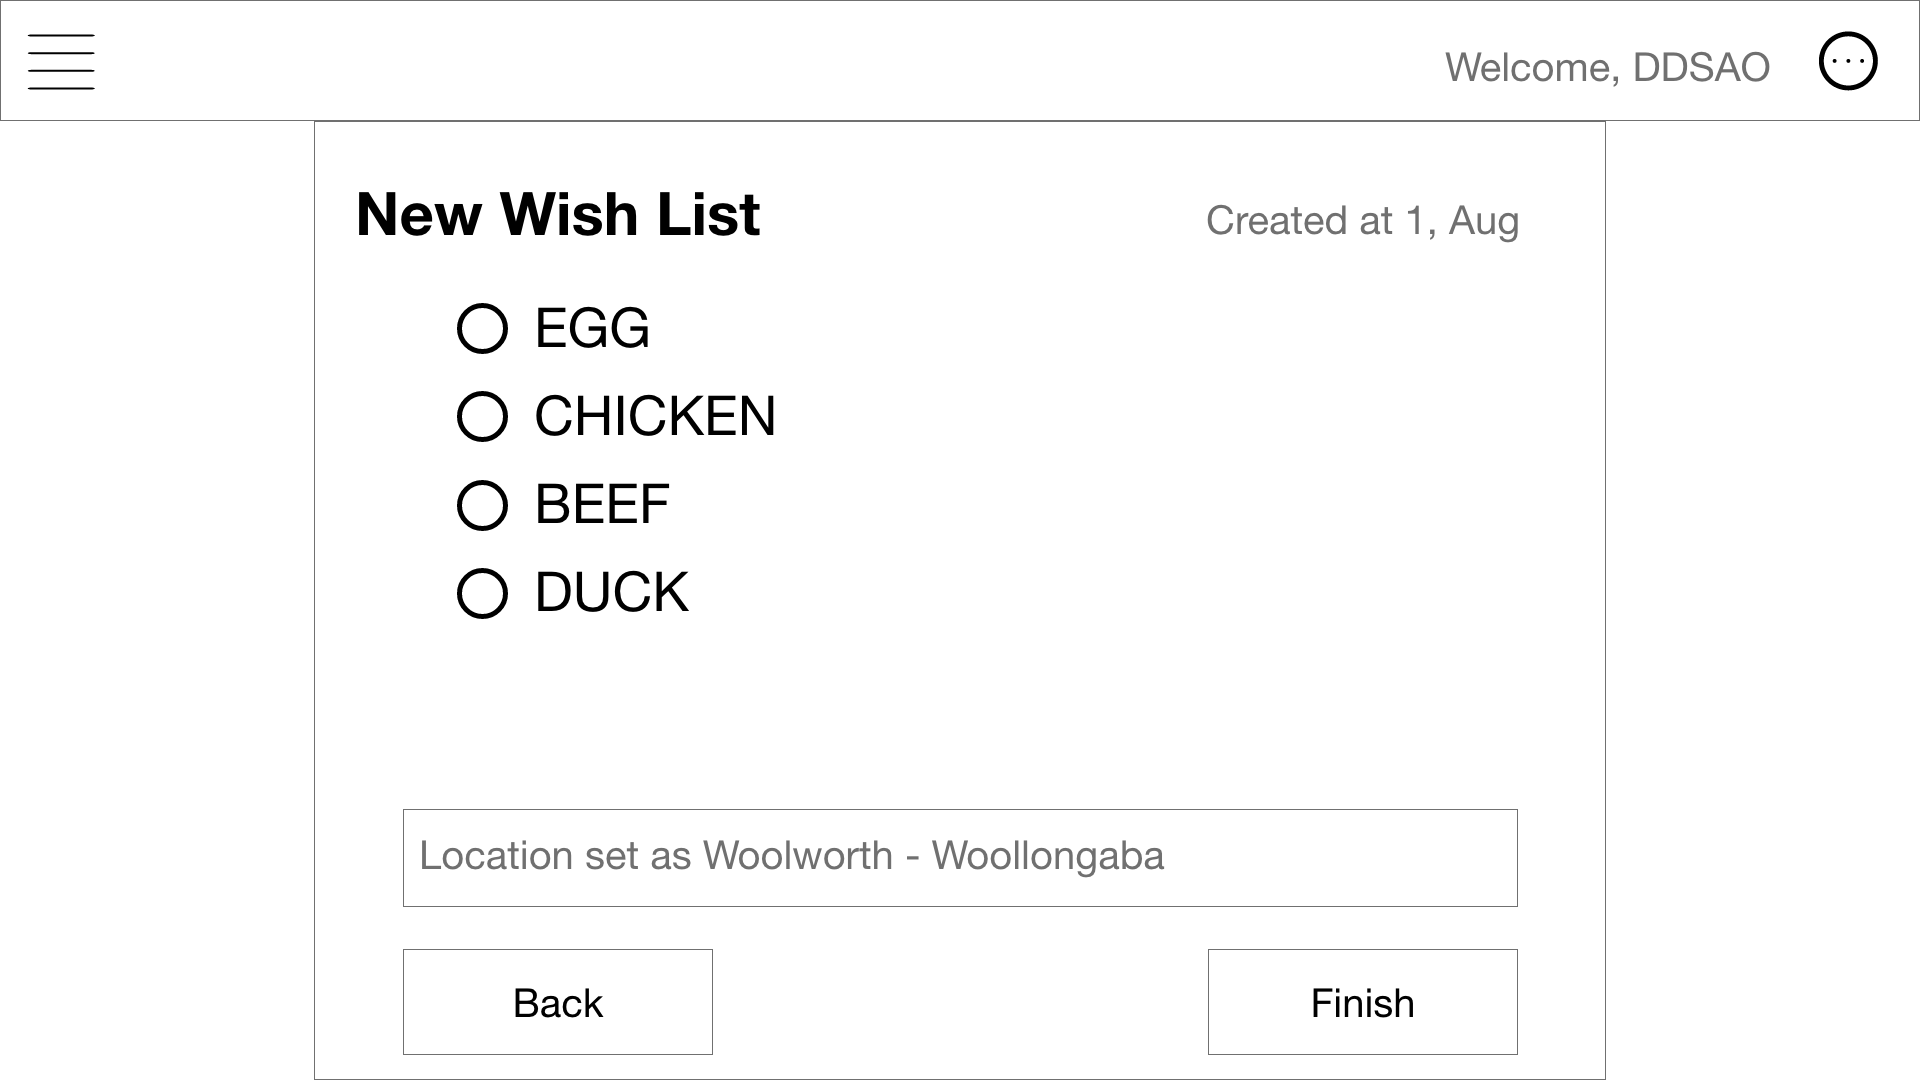 Welcome, DDSAO
New Wish List
Created at 1, Aug
EGG
CHICKEN
BEEF
DUCK
Location set as Woolworth - Woollongaba
Back
Finish